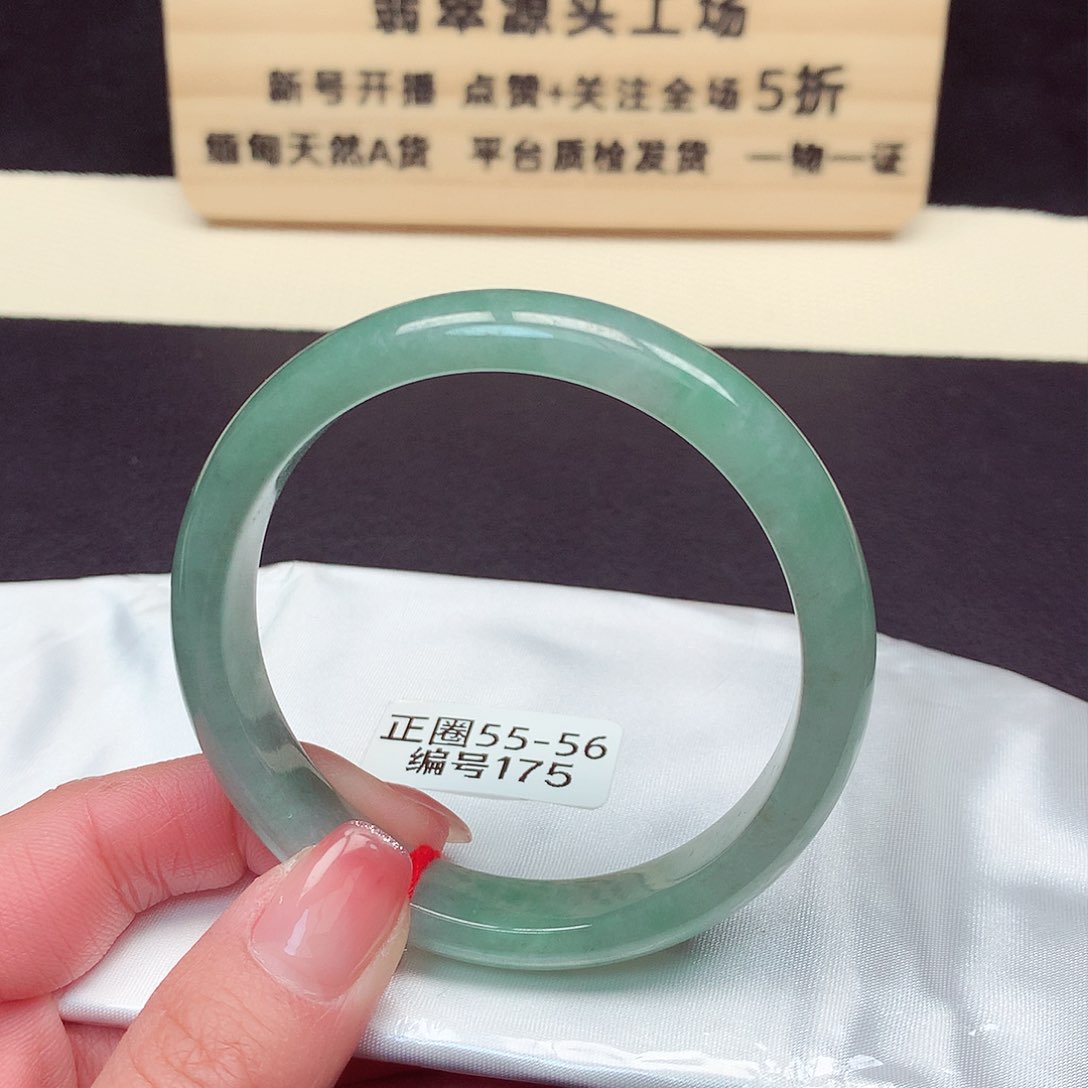 翡翠源头工场
新号开播 点赞+关注全场5折
缅甸天然A货 平台质检发货 一物一证
正圈55-56
编号175